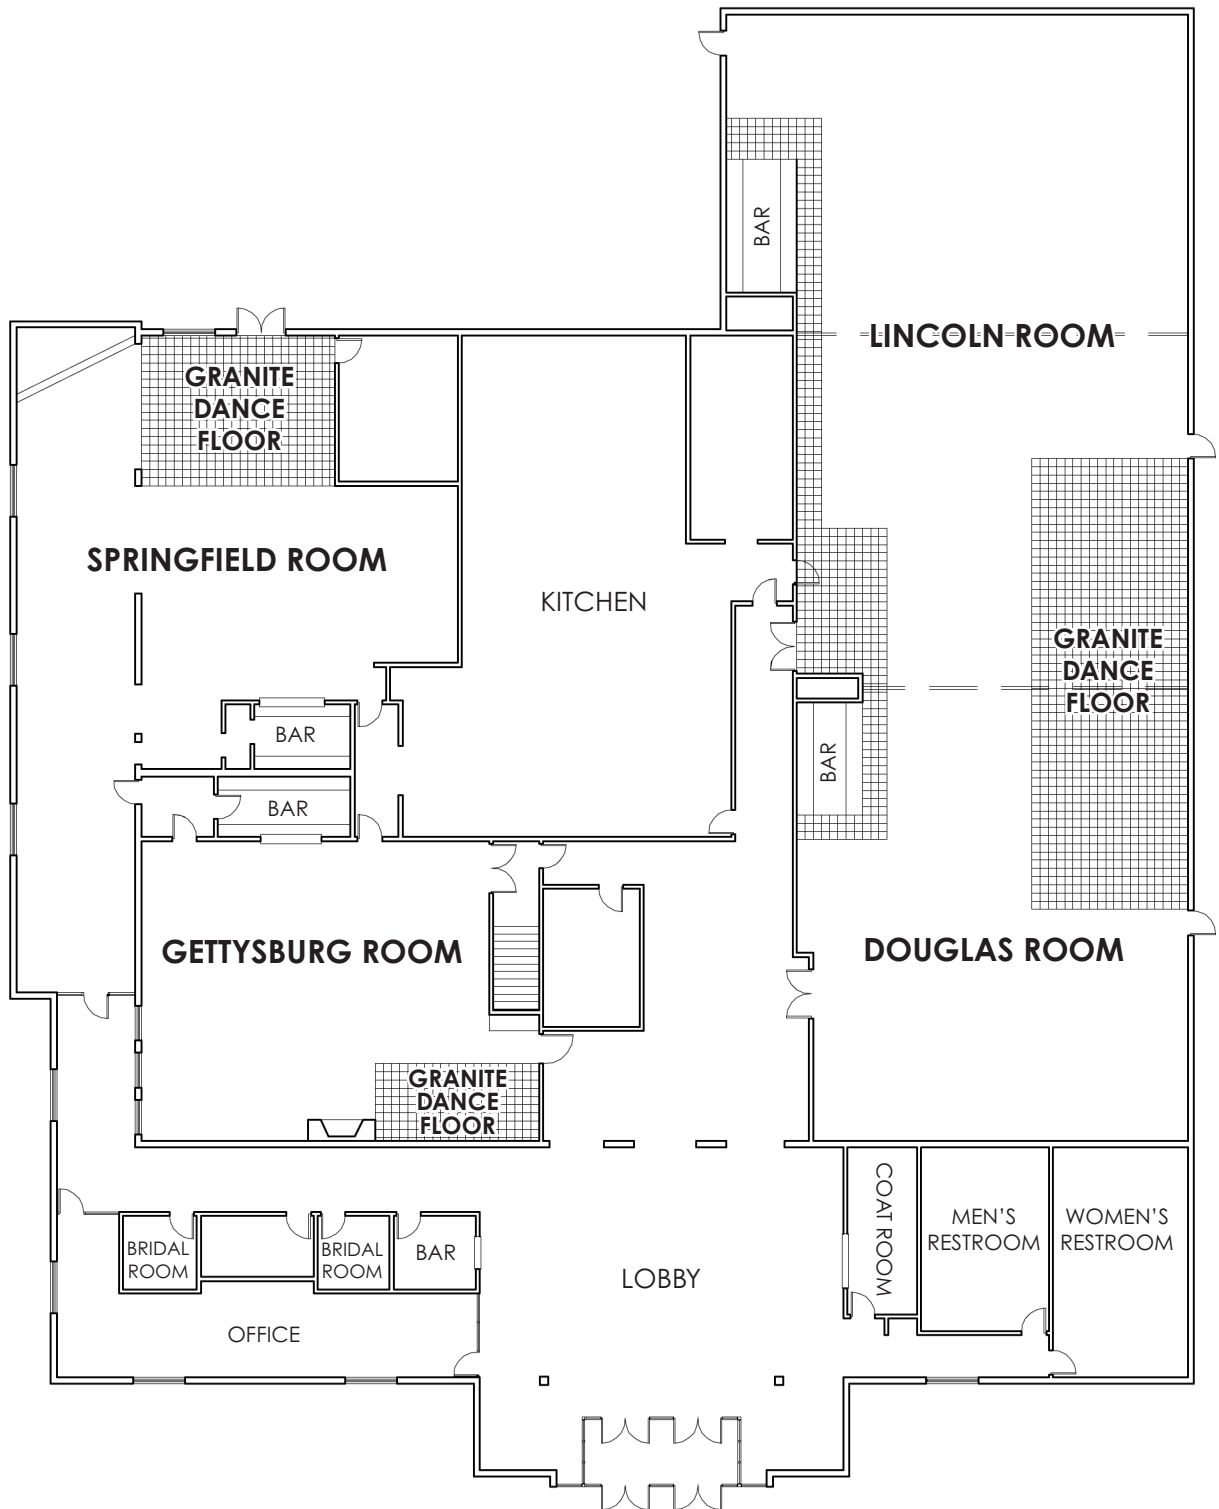 BAR
LINCOLN ROOM
GRANITE
DANCE
FLOOR
SPRINGFIELD ROOM
KITCHEN
GRANITE
DANCE
FLOOR
BAR
BAR
BAR
GETTYSBURG ROOM
DOUGLAS ROOM
GRANITE
DANCE
FLOOR
COAT ROOM
MEN'S
RESTROOM
WOMEN'S
RESTROOM
BRIDAL
ROOM
BRIDAL
ROOM
BAR
LOBBY
OFFICE